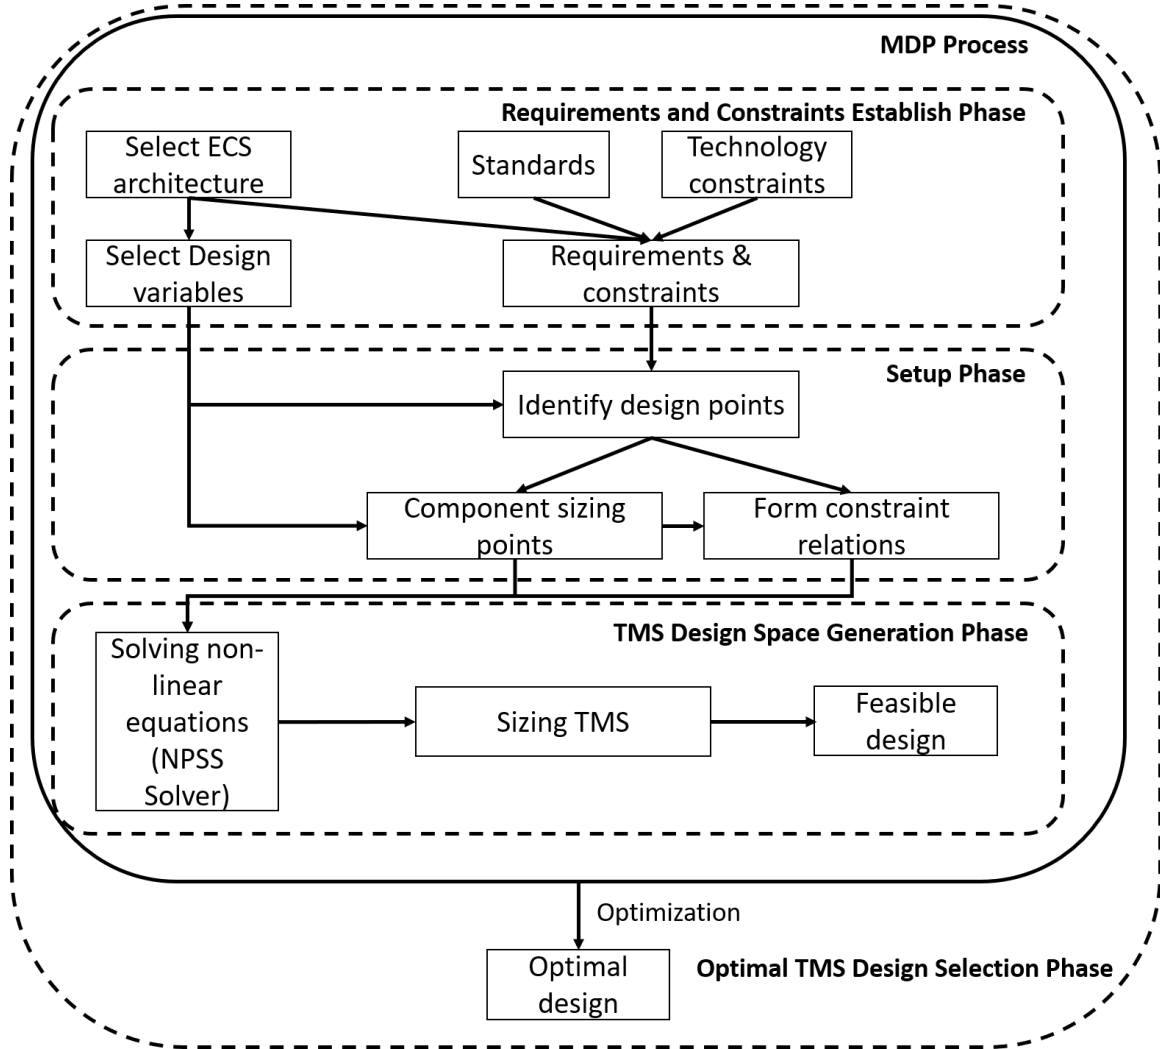 MDP Process
Requirements and Constraints Establish Phase
Select ECS
architecture
Standards
Technology
constraints
Select Design
variables
Requirements &
constraints
Setup Phase
Identify design points
Component sizing
points
Form constraint
relations
TMS Design Space Generation Phase
Solving non-
linear
equations
(NPSS
Solver)
Sizing TMS
Feasible
design
Optimization
Optimal
design
Optimal TMS Design Selection Phase